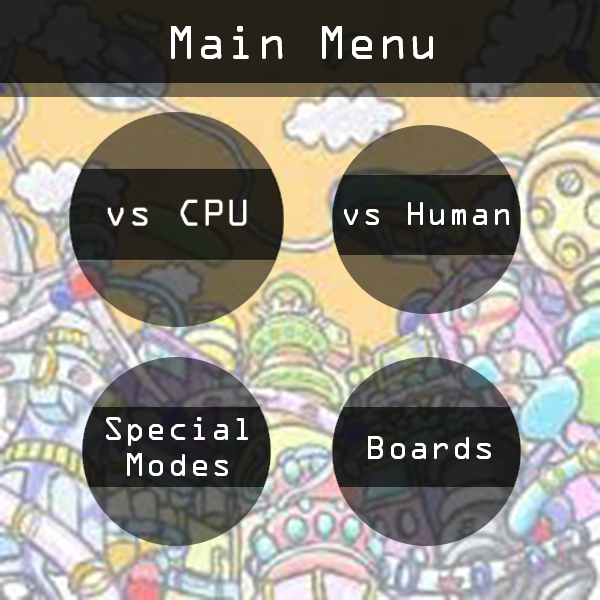 Main Menu
vs CPU
vs Human
Special
Modes
Boards